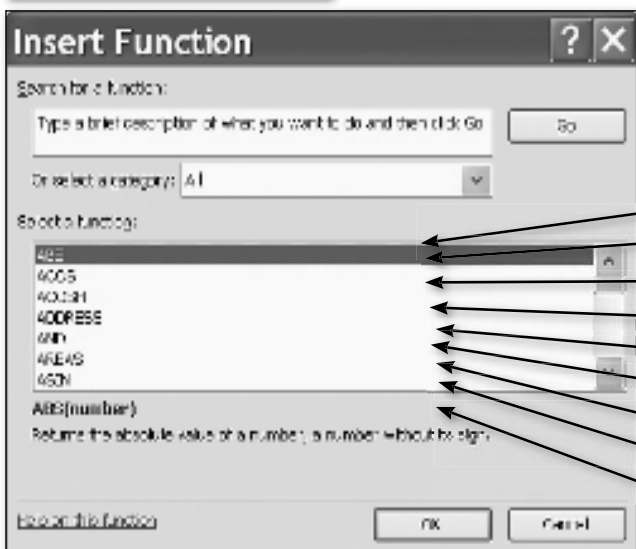 Insert Function ? X
Search for a function:
Type a brief description of what you want to do and then click Go
Go
Or select a category: All
Select a function:
ABS
ACOS
ACOSH
ADDRESS
AND
AREAS
ASIN
ABS(number)
Returns the absolute value of a number, a number without its sign.
Help on this function
OK Cancel